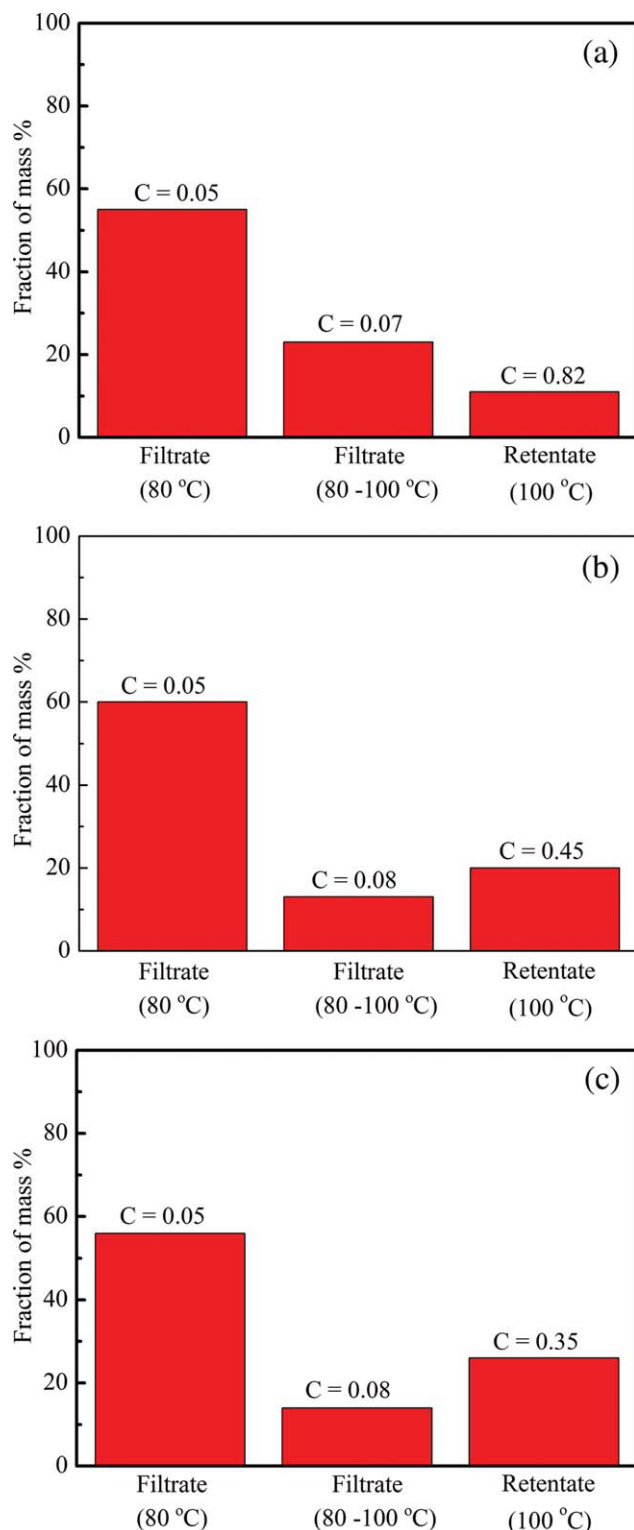 (a)
Fraction of mass %
100
80
60
40
20
0
C = 0.05
C = 0.07
C = 0.82
Filtrate
(80 °C)
Filtrate
(80 -100 °C)
Retentate
(100 °C)
(b)
Fraction of mass %
100
80
60
40
20
0
C = 0.05
C = 0.08
C = 0.45
Filtrate
(80 °C)
Filtrate
(80 -100 °C)
Retentate
(100 °C)
(c)
Fraction of mass %
100
80
60
40
20
0
C = 0.05
C = 0.08
C = 0.35
Filtrate
(80 °C)
Filtrate
(80 -100 °C)
Retentate
(100 °C)